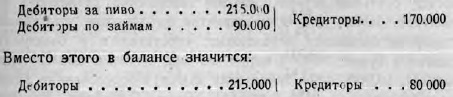 Дебиторы за пиво . . . . . . . 215.000 |
Дебиторы по займам . . . . . 90.000 |
Кредиторы. . . . 170.000
Вместо этого в балансе значится:
Дебиторы . . . . . . . . . . . . 215.000 | Кредиторы . . . 80 000